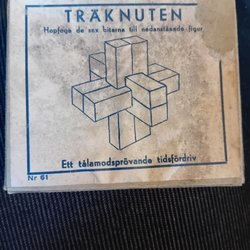 TRÄKNUTEN
Hopfoga de sex bitarna till nedanstående figur
Ett tålamodsprövande tidsfördriv
Nr 61